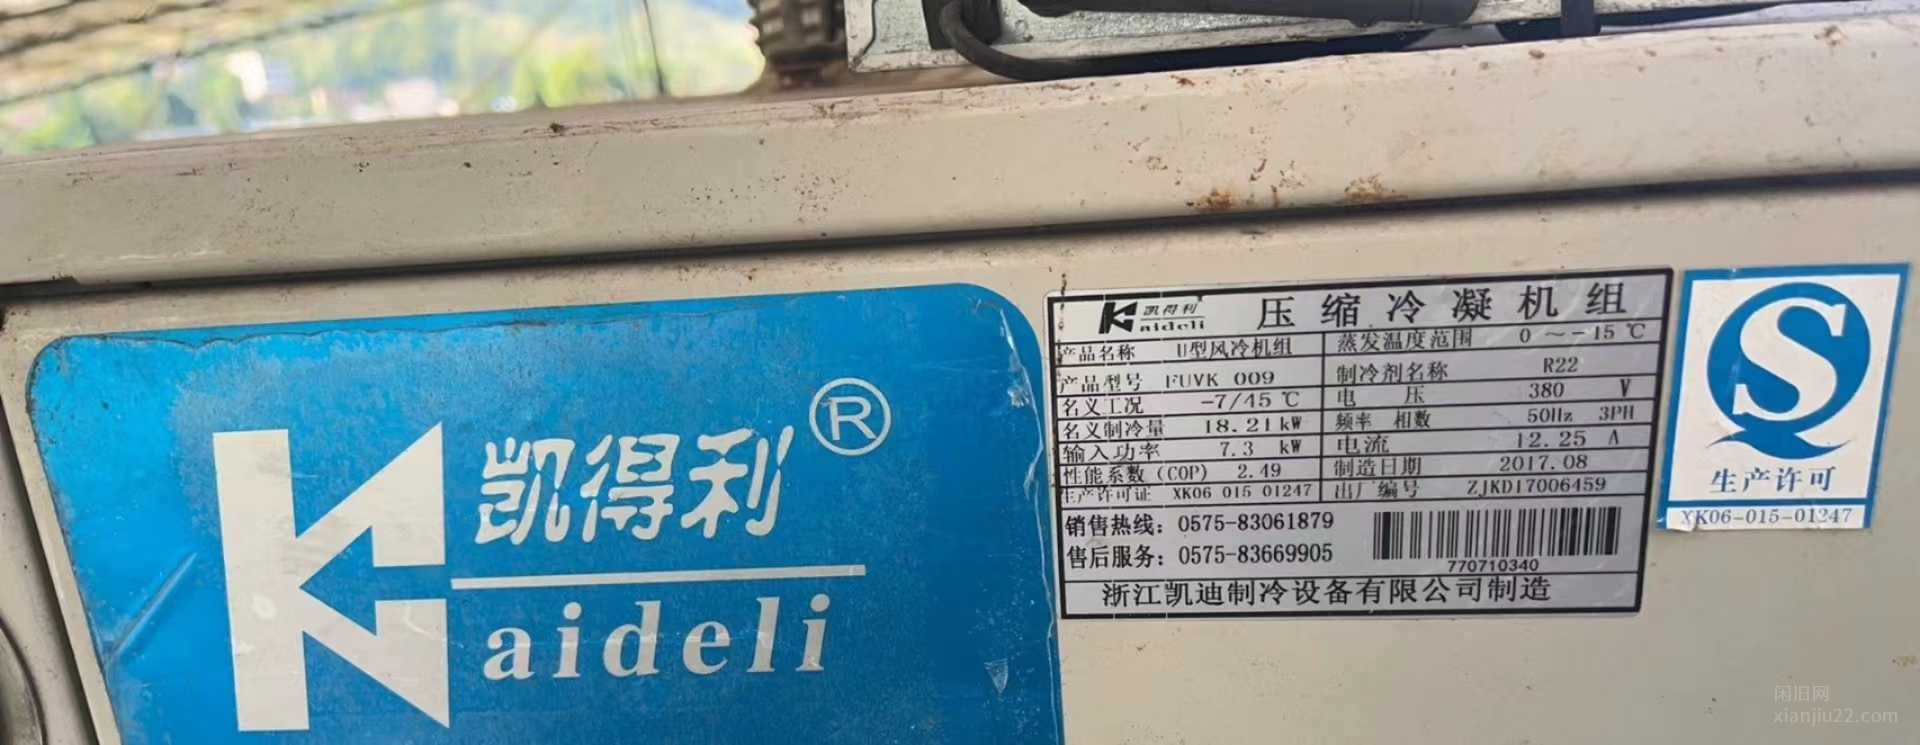 凯得利®
Kaideli
凯得利 Kaideli 压缩冷凝机组
产品名称 U型风冷机组 蒸发温度范围 0～-15℃
产品型号 FUVK 009 制冷剂名称 R22
名义工况 -7/45℃ 电 压 380 V
名义制冷量 18.21kW 频率 相数 50Hz 3PH
输入功率 7.3 kW 电流 12.25 A
性能系数(COP) 2.49 制造日期 2017.08
生产许可证 XK06 015 01247 出厂编号 ZJKD17006459
销售热线：0575-83061879
售后服务：0575-83669905
770710340
浙江凯迪制冷设备有限公司制造
生产许可
XK06-015-01247
闲旧网
xianjiu22.com